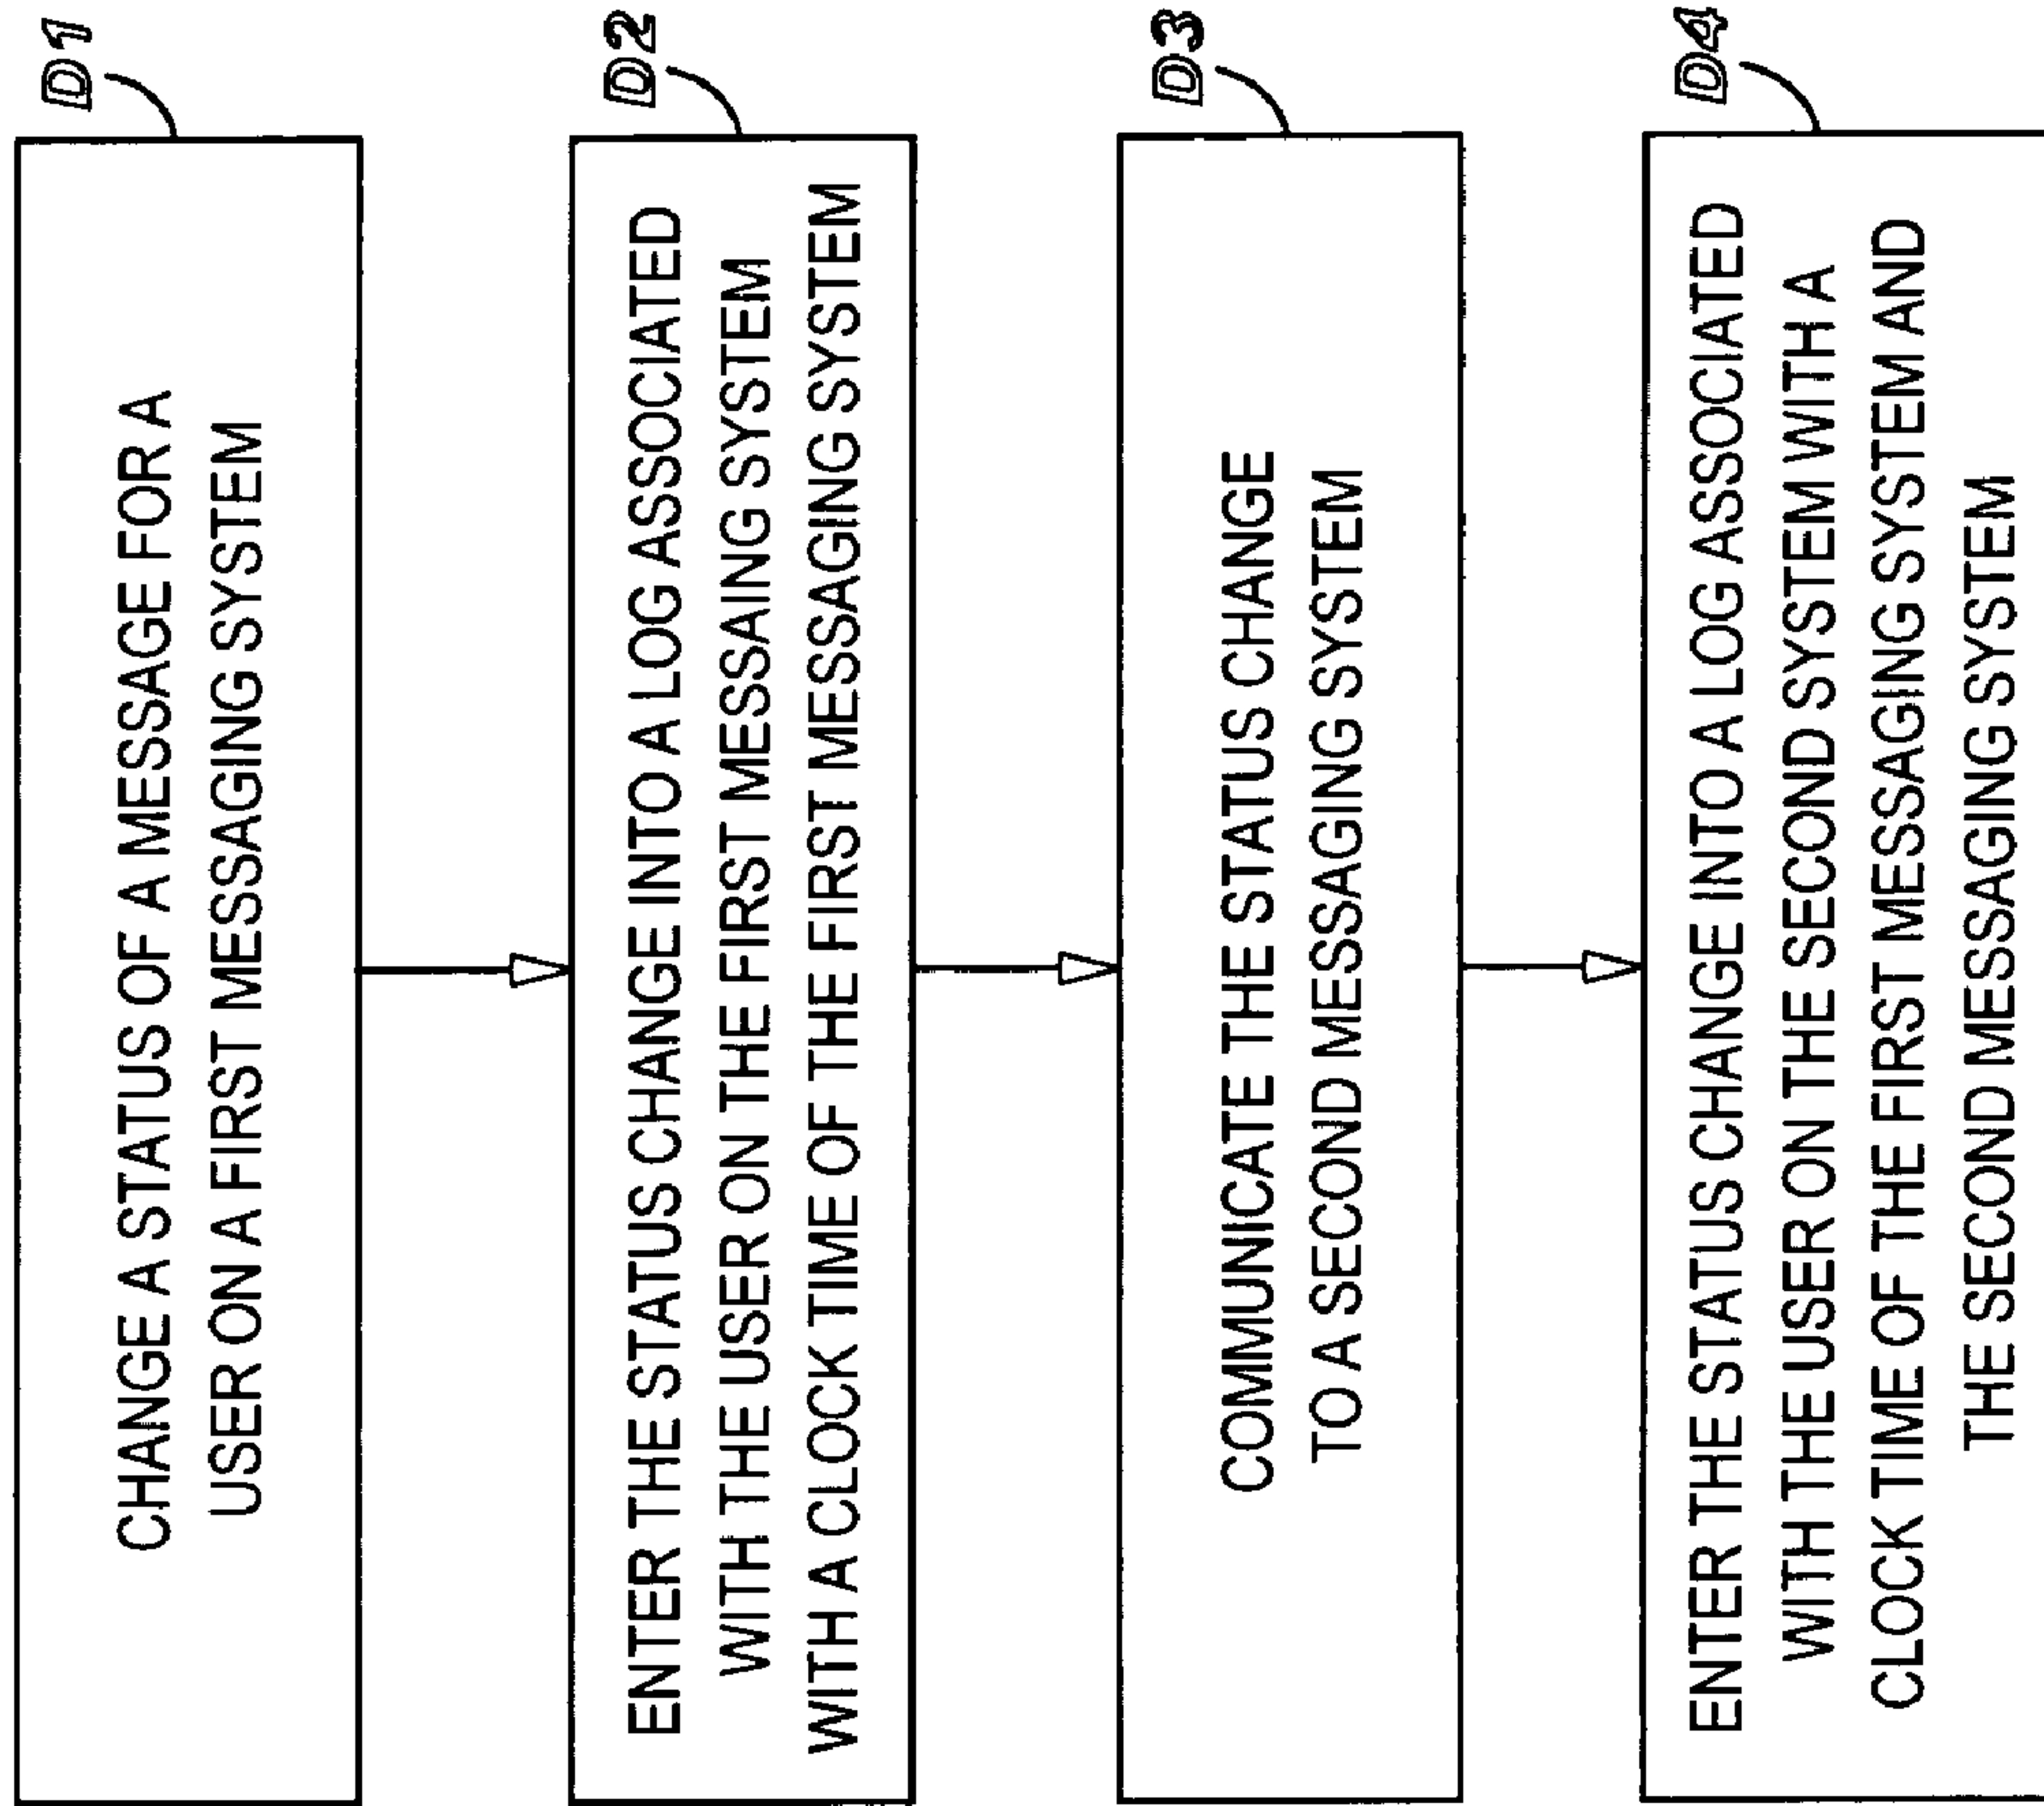 D1
CHANGE A STATUS OF A MESSAGE FOR A
USER ON A FIRST MESSAGING SYSTEM
D2
ENTER THE STATUS CHANGE INTO A LOG ASSOCIATED
WITH THE USER ON THE FIRST MESSAING SYSTEM
WITH A CLOCK TIME OF THE FIRST MESSAGING SYSTEM
D3
COMMUNICATE THE STATUS CHANGE
TO A SECOND MESSAGING SYSTEM
D4
ENTER THE STATUS CHANGE INTO A LOG ASSOCIATED
WITH THE USER ON THE SECOND SYSTEM WITH A
CLOCK TIME OF THE FIRST MESSAGING SYSTEM AND
THE SECOND MESSAGING SYSTEM